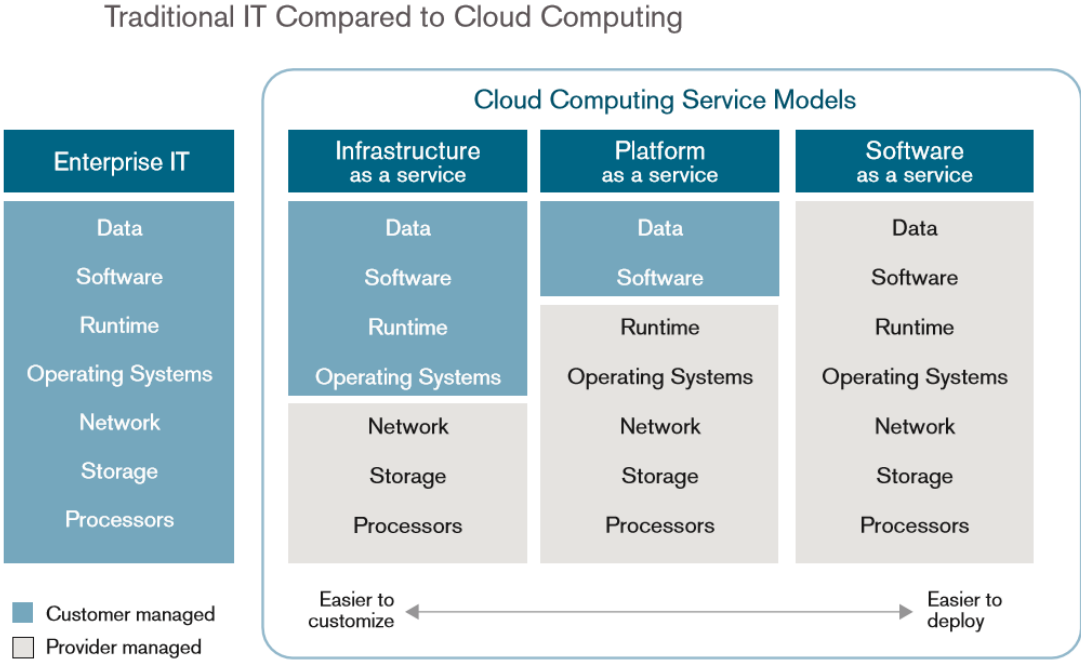 Traditional IT Compared to Cloud Computing
Cloud Computing Service Models
Enterprise IT
Data
Software
Runtime
Operating Systems
Network
Storage
Processors
Infrastructure
as a service
Data
Software
Runtime
Operating Systems
Network
Storage
Processors
Platform
as a service
Data
Software
Runtime
Operating Systems
Network
Storage
Processors
Software
as a service
Data
Software
Runtime
Operating Systems
Network
Storage
Processors
Easier to
customize
Easier to
deploy
Customer managed
Provider managed